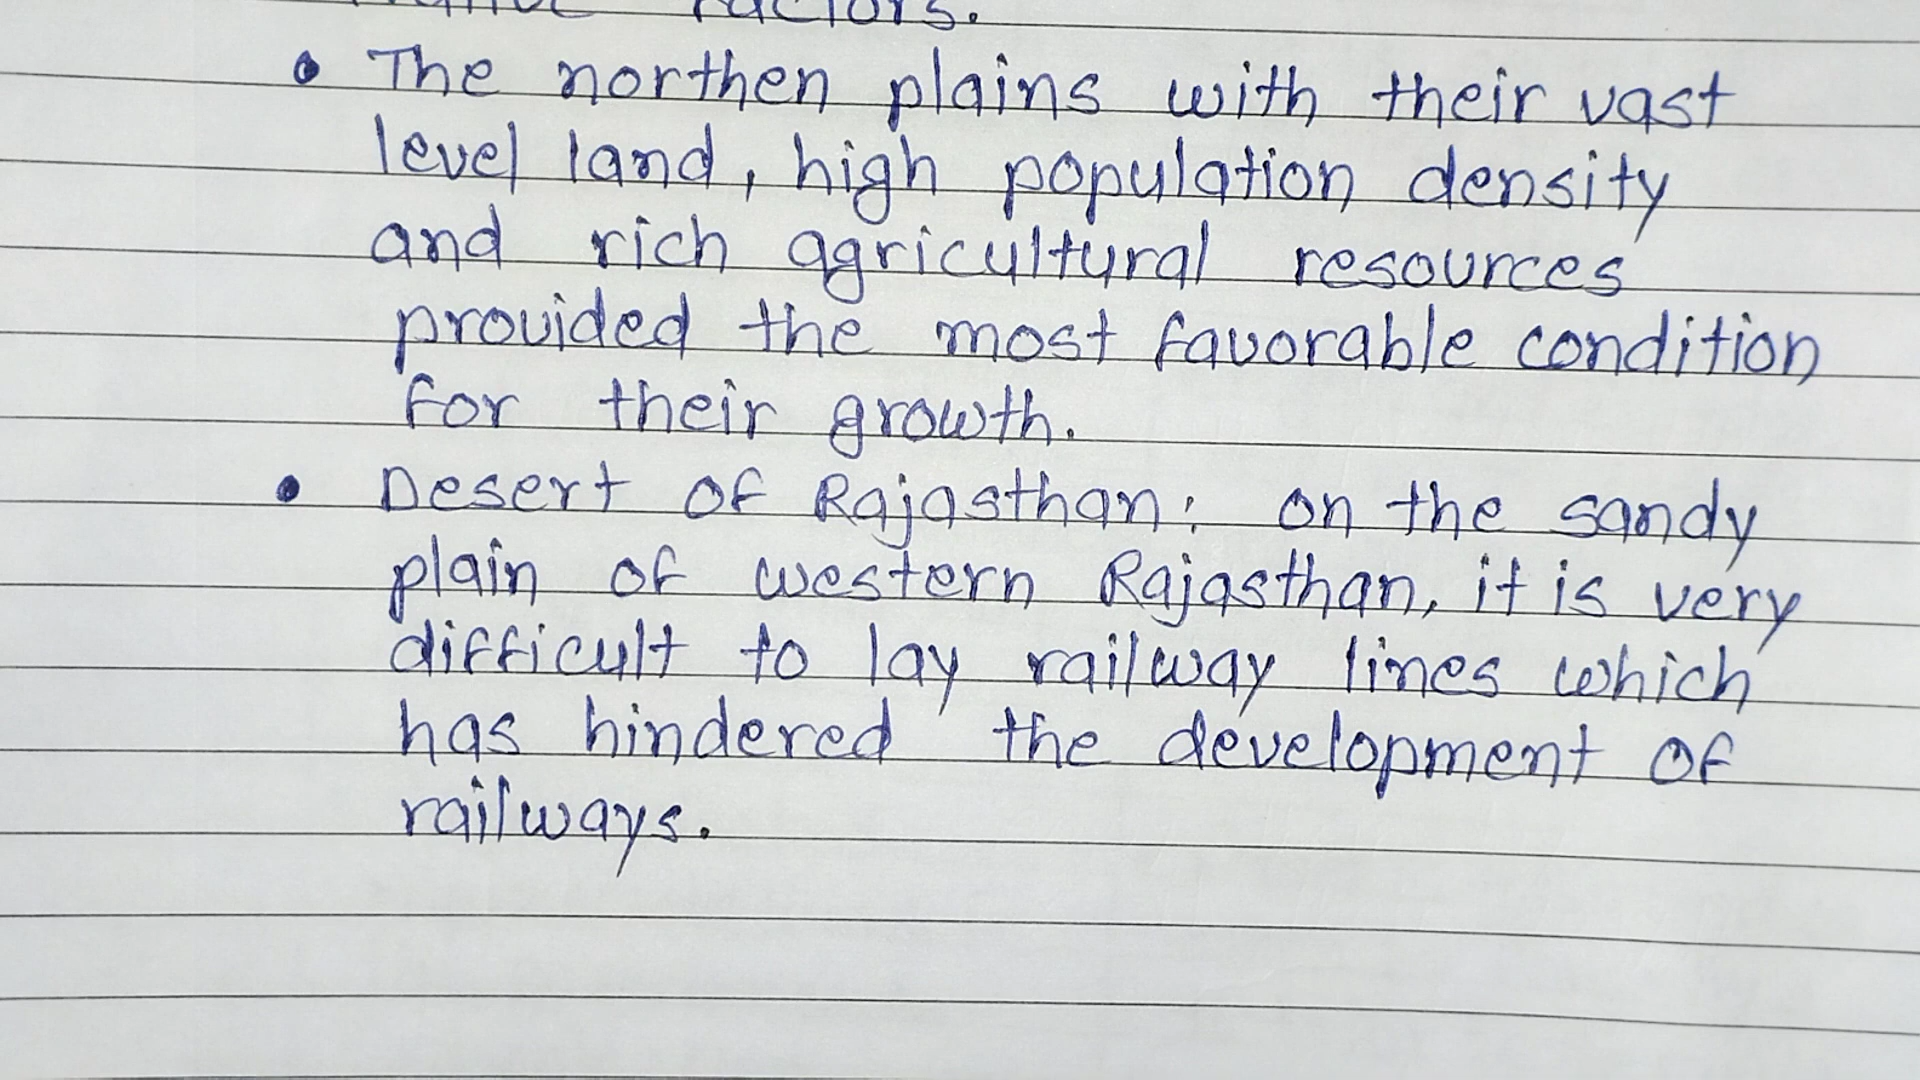 factors.
• The northen plains with their vast
level land, high population density
and rich agricultural resources
provided the most favorable condition
for their growth.
• Desert of Rajasthan: on the sandy
plain of western Rajasthan, it is very
difficult to lay railway lines which
has hindered the development of
railways.